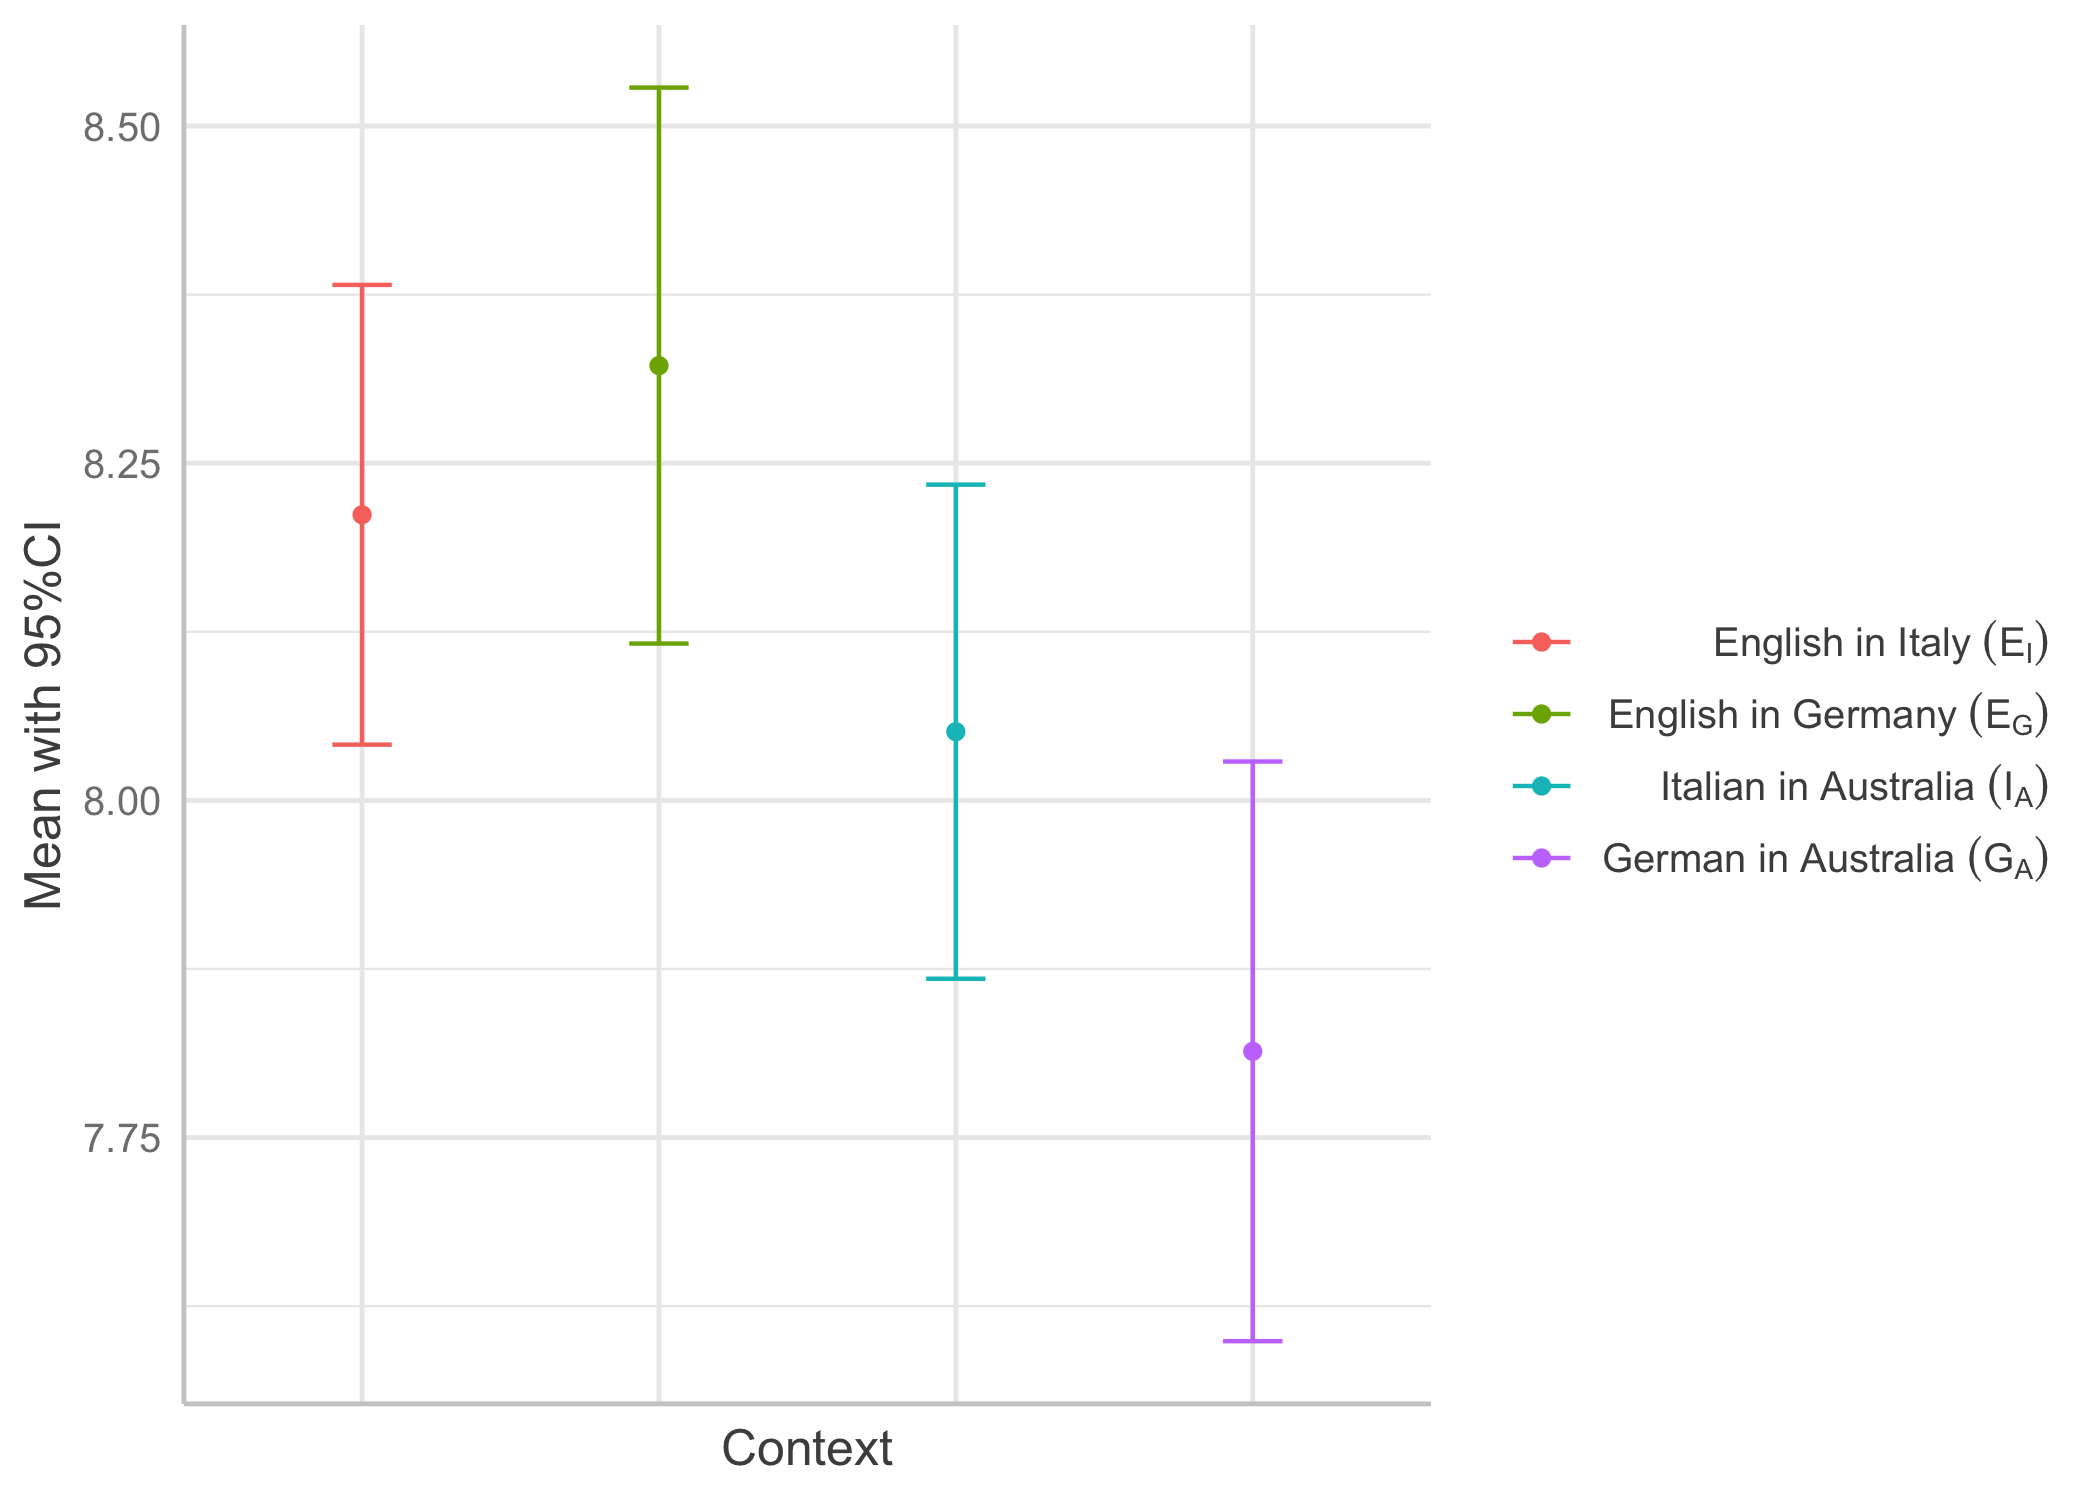 Mean with 95%CI
8.50
8.25
8.00
7.75
Context
English in Italy (E_I)
English in Germany (E_G)
Italian in Australia (I_A)
German in Australia (G_A)